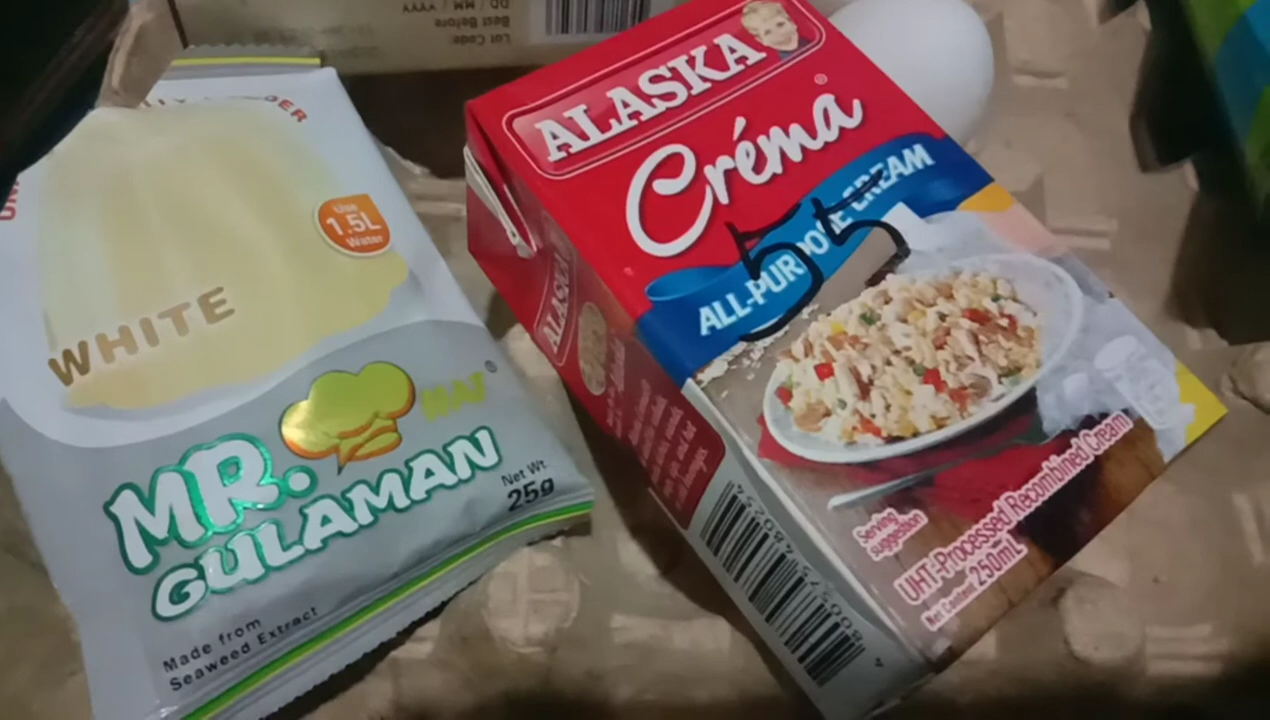 Lot Code:
Best Before
DD / MM / YYYY
WHITE
Use
1.5L
Water
MR.
GULAMAN
Net Wt.
25g
Made from
Seaweed Extract
ALASKA
Créma
ALL-PURPOSE CREAM
55
Serving
suggestion
UHT-Processed Recombined Cream
Net Content 250mL
ALASKA